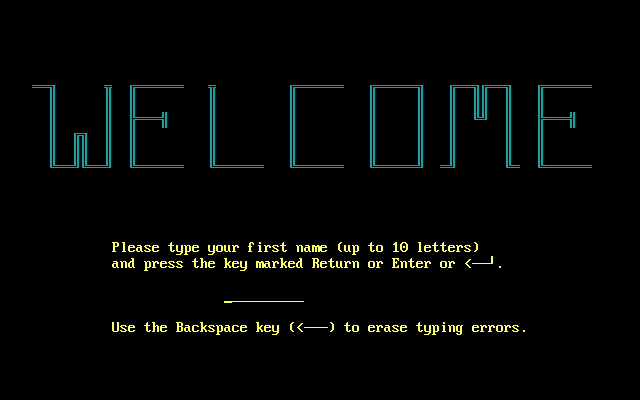 WELCOME
Please type your first name (up to 10 letters)
and press the key marked Return or Enter or <──┘.
Use the Backspace key (<───) to erase typing errors.